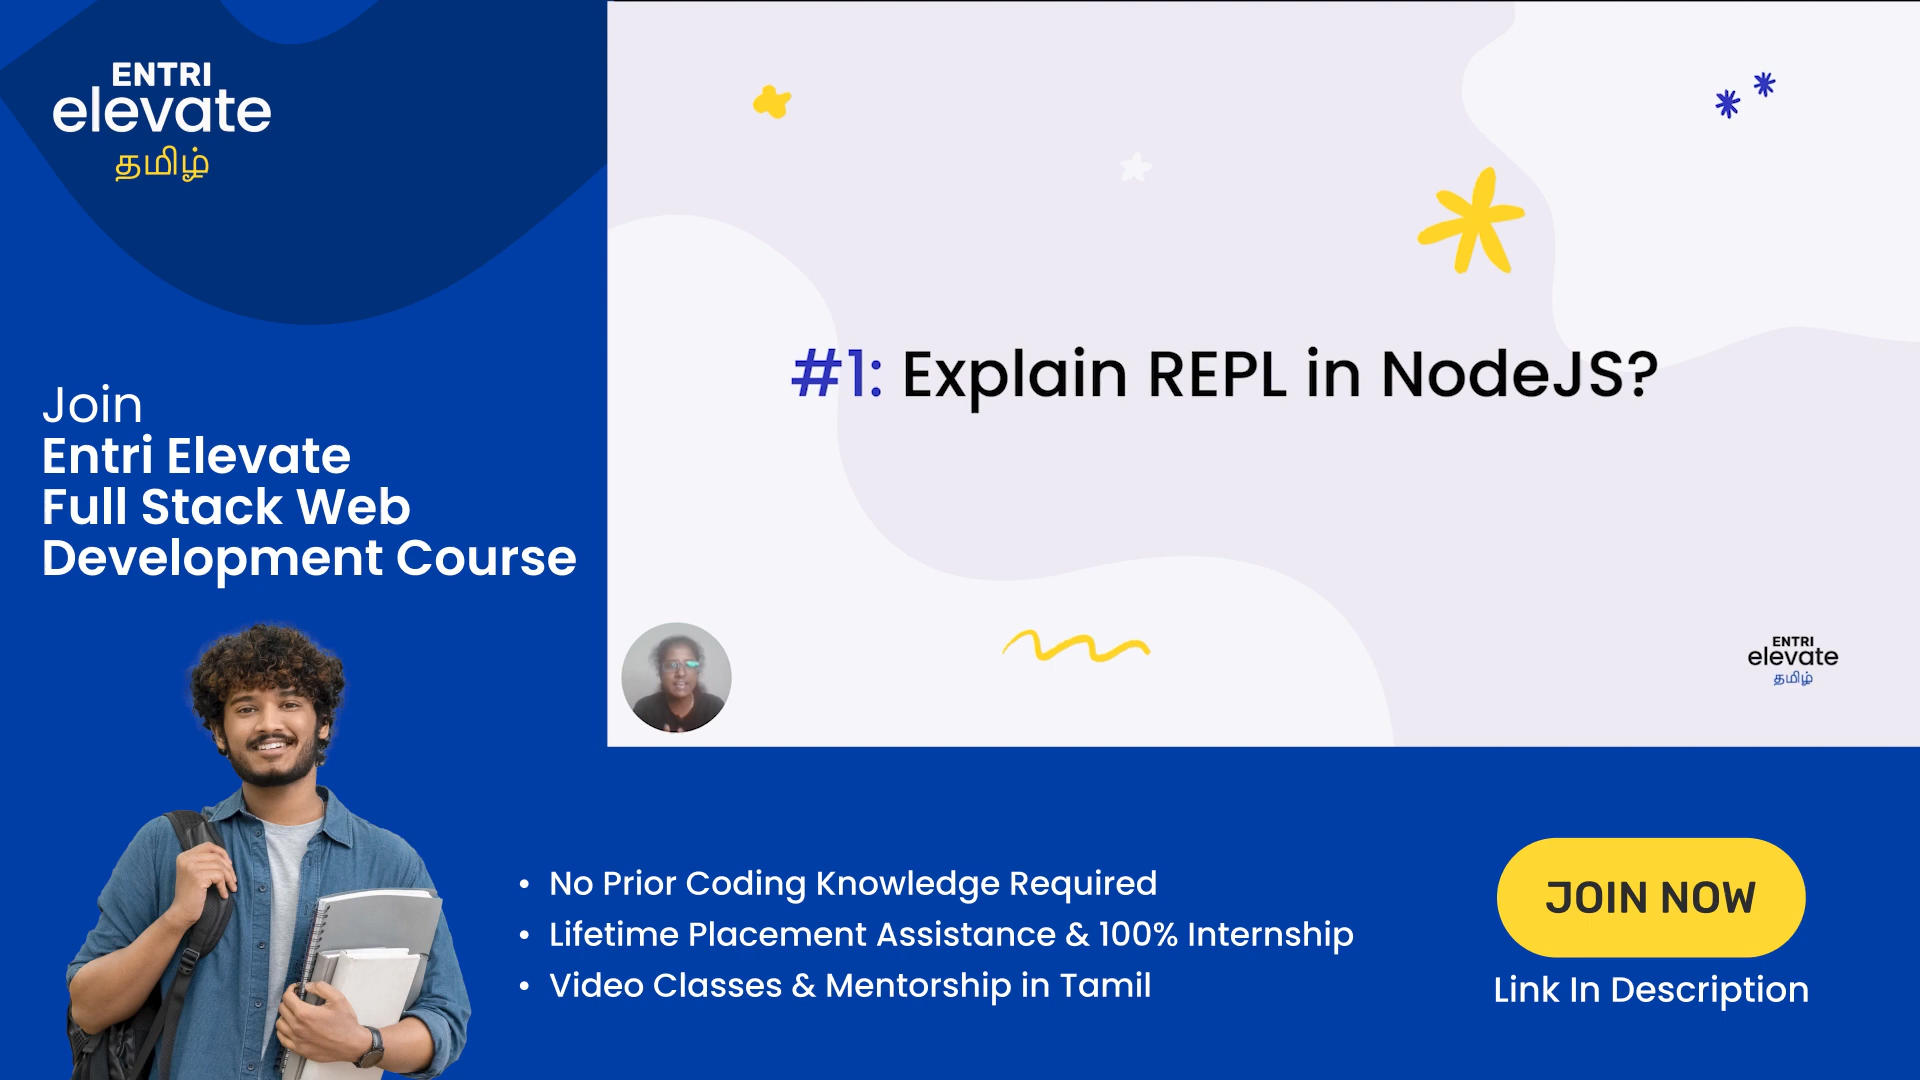 ENTRI
elevate
தமிழ்
Join
Entri Elevate
Full Stack Web
Development Course
#1: Explain REPL in NodeJS?
ENTRI
elevate
தமிழ்
• No Prior Coding Knowledge Required
• Lifetime Placement Assistance & 100% Internship
• Video Classes & Mentorship in Tamil
JOIN NOW
Link In Description